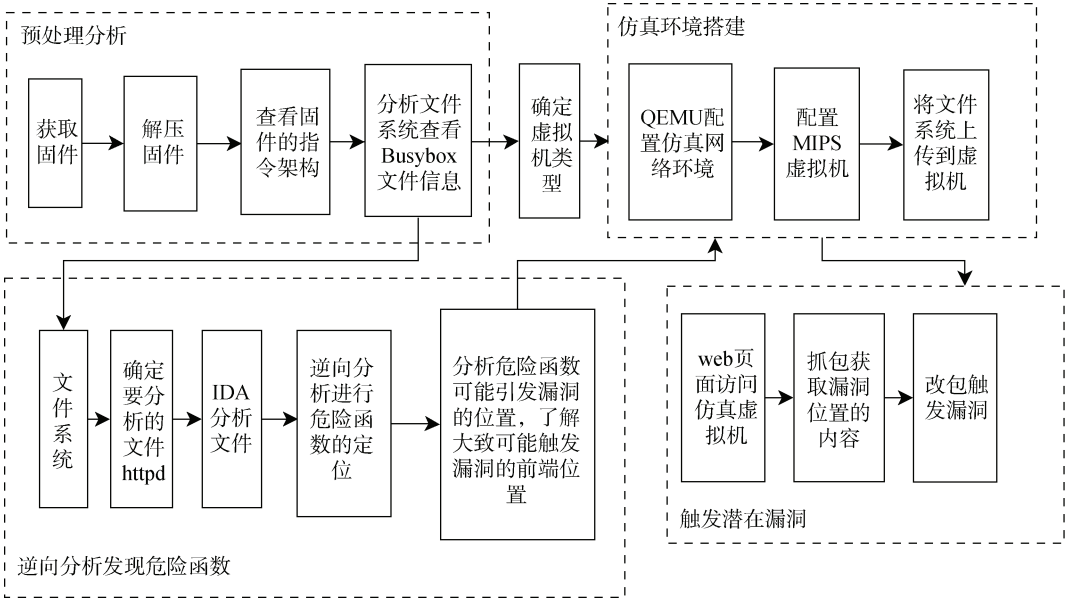 预处理分析
获取
固件
解压
固件
查看固
件的指
令架构
分析文件
系统查看
Busybox
文件信息
确定
虚拟
机类
型
仿真环境搭建
QEMU配
置仿真网
络环境
配置
MIPS
虚拟机
将文件
系统上
传到虚
拟机
文
件
系
统
确定
要分
析的
文件
httpd
IDA
分析
文件
逆向分
析进行
危险函
数的定
位
分析危险函数
可能引发漏洞
的位置，了解
大致可能触发
漏洞的前端位
置
逆向分析发现危险函数
web页
面访问
仿真虚
拟机
抓包获
取漏洞
位置的
内容
改包触
发漏洞
触发潜在漏洞